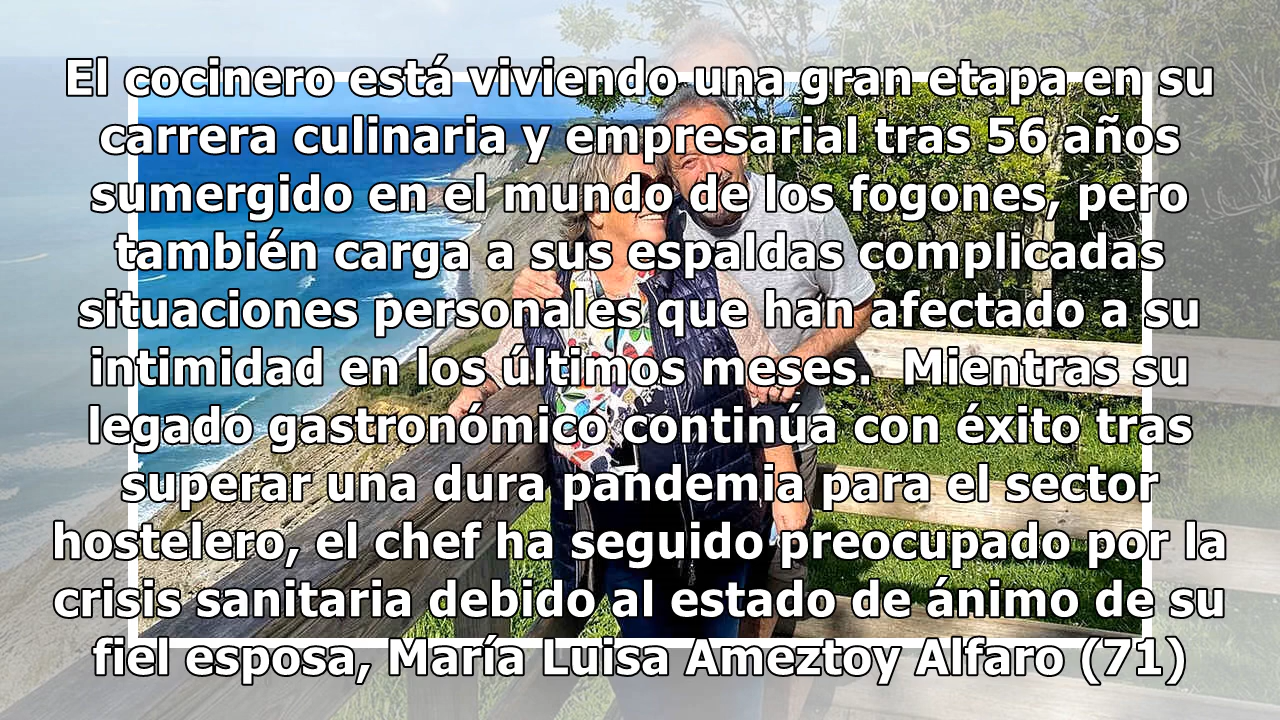 El cocinero está viviendo una gran etapa en su
carrera culinaria y empresarial tras 56 años
sumergido en el mundo de los fogones, pero
también carga a sus espaldas complicadas
situaciones personales que han afectado a su
intimidad en los últimos meses.  Mientras su
legado gastronómico continúa con éxito tras
superar una dura pandemia para el sector
hostelero, el chef ha seguido preocupado por la
crisis sanitaria debido al estado de ánimo de su
fiel esposa, María Luisa Ameztoy Alfaro (71)